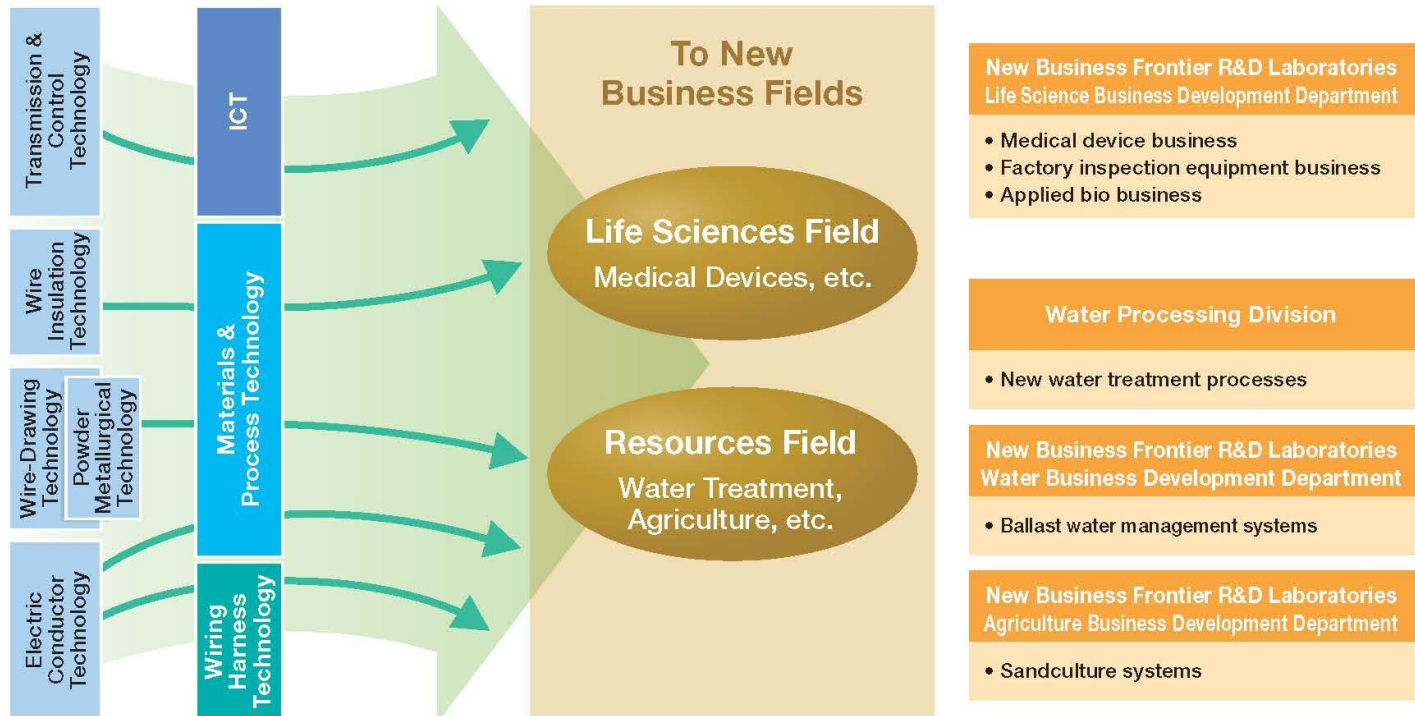 Transmission &
Control
Technology
Wire
Insulation
Technology
Wire-Drawing
Technology
Powder
Metallurgical
Technology
Electric
Conductor
Technology
ICT
Materials &
Process Technology
Wiring
Harness
Technology
To New
Business Fields
Life Sciences Field
Medical Devices, etc.
Resources Field
Water Treatment,
Agriculture, etc.
New Business Frontier R&D Laboratories
Life Science Business Development Department
• Medical device business
• Factory inspection equipment business
• Applied bio business
Water Processing Division
• New water treatment processes
New Business Frontier R&D Laboratories
Water Business Development Department
• Ballast water management systems
New Business Frontier R&D Laboratories
Agriculture Business Development Department
• Sandculture systems